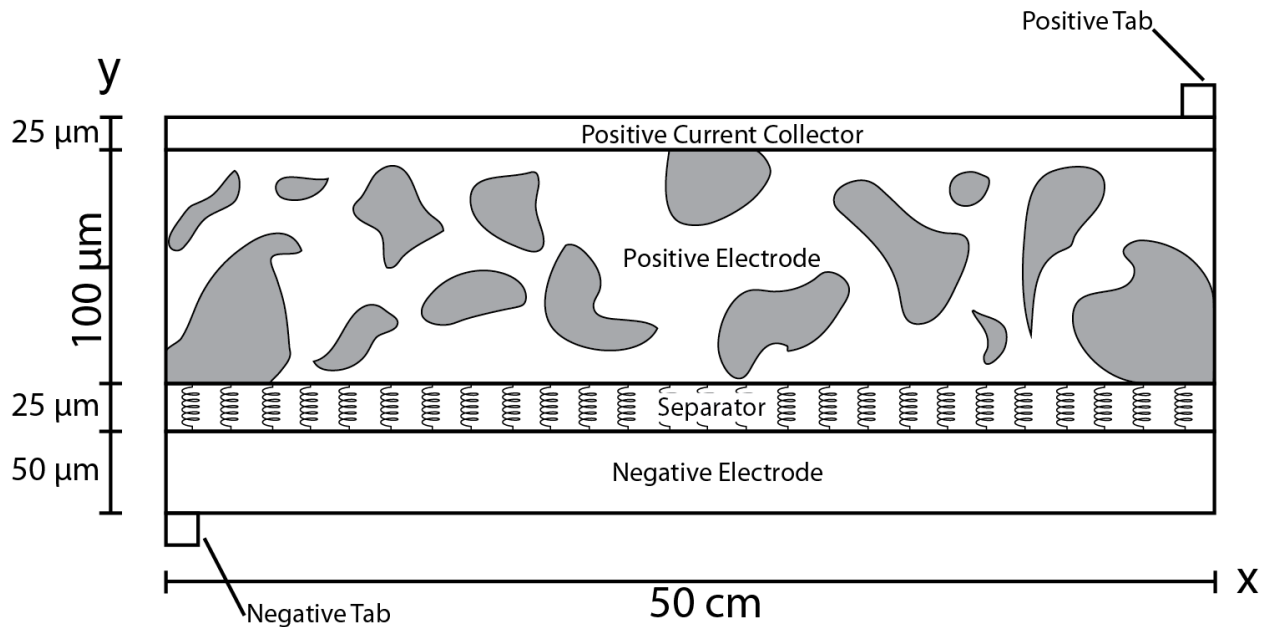 Positive Tab
y
25 μm
Positive Current Collector
100 μm
Positive Electrode
25 μm
Separator
50 μm
Negative Electrode
x
50 cm
Negative Tab